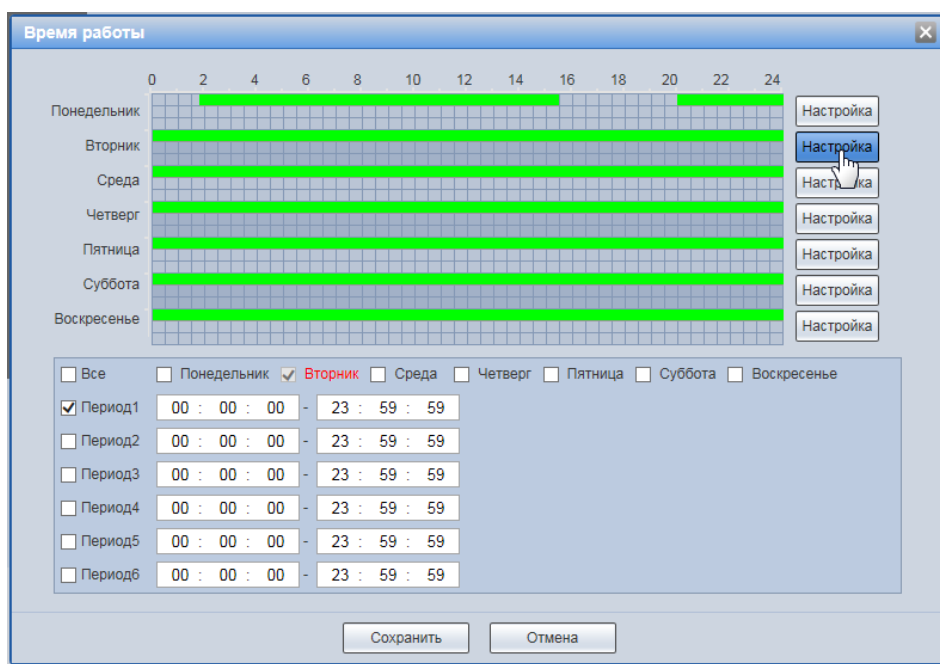 Время работы
0 2 4 6 8 10 12 14 16 18 20 22 24
Понедельник Настройка
Вторник Настройка
Среда Настройка
Четверг Настройка
Пятница Настройка
Суббота Настройка
Воскресенье Настройка
Все Понедельник Вторник Среда Четверг Пятница Суббота Воскресенье
Период1 00 : 00 : 00 - 23 : 59 : 59
Период2 00 : 00 : 00 - 23 : 59 : 59
Период3 00 : 00 : 00 - 23 : 59 : 59
Период4 00 : 00 : 00 - 23 : 59 : 59
Период5 00 : 00 : 00 - 23 : 59 : 59
Период6 00 : 00 : 00 - 23 : 59 : 59
Сохранить Отмена